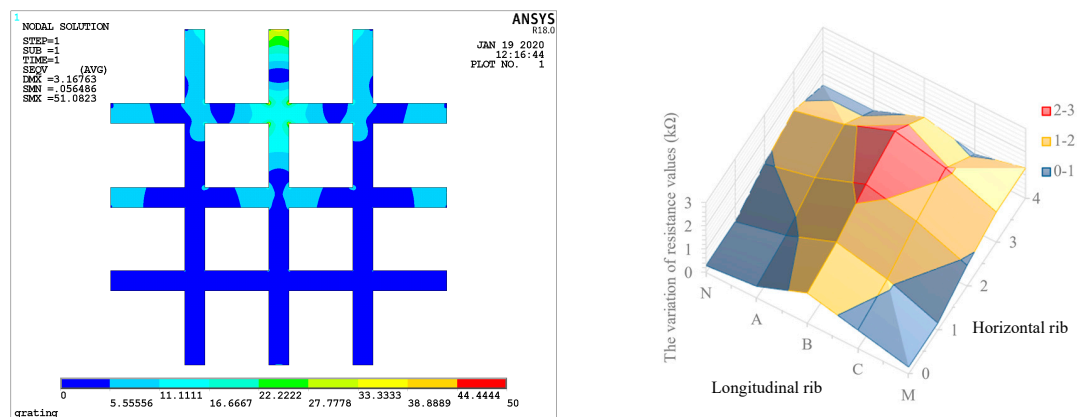 1
NODAL SOLUTION
STEP=1
SUB =1
TIME=1
SEQV (AVG)
DMX =3.16763
SMN =.056486
SMX =51.0823
ANSYS
R18.0
JAN 19 2020
12:16:44
PLOT NO. 1
0
5.55556
11.1111
16.6667
22.2222
27.7778
33.3333
38.8889
44.4444
50
grating
The variation of resistance values (kΩ)
3
2
1
0
N
A
B
C
M
Longitudinal rib
0
1
2
3
4
Horizontal rib
2-3
1-2
0-1